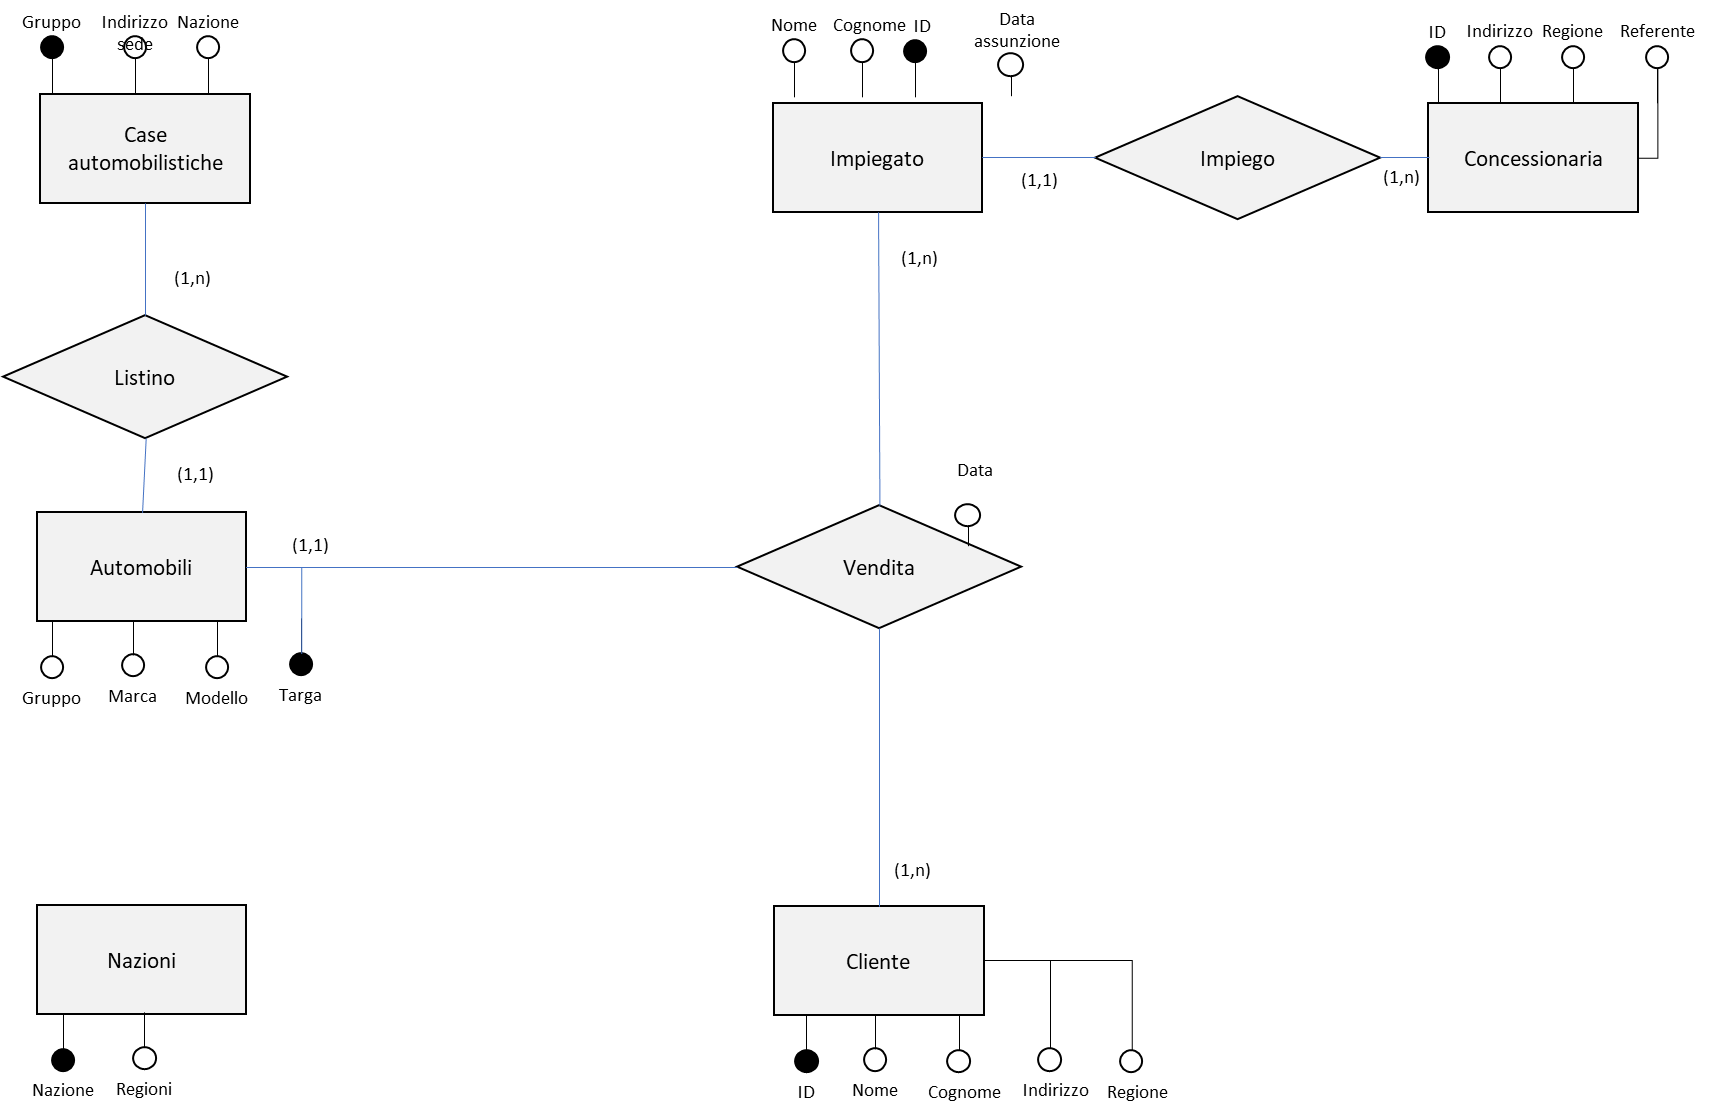 Gruppo
Indirizzo
sede
Nazione
Nome
Cognome
ID
Data
assunzione
ID
Indirizzo
Regione
Referente
Case
automobilistiche
Impiegato
(1,1)
Impiego
(1,n)
Concessionaria
(1,n)
(1,n)
Listino
(1,1)
Data
Automobili
(1,1)
Vendita
Gruppo
Marca
Modello
Targa
(1,n)
Nazioni
Cliente
Nazione
Regioni
ID
Nome
Cognome
Indirizzo
Regione